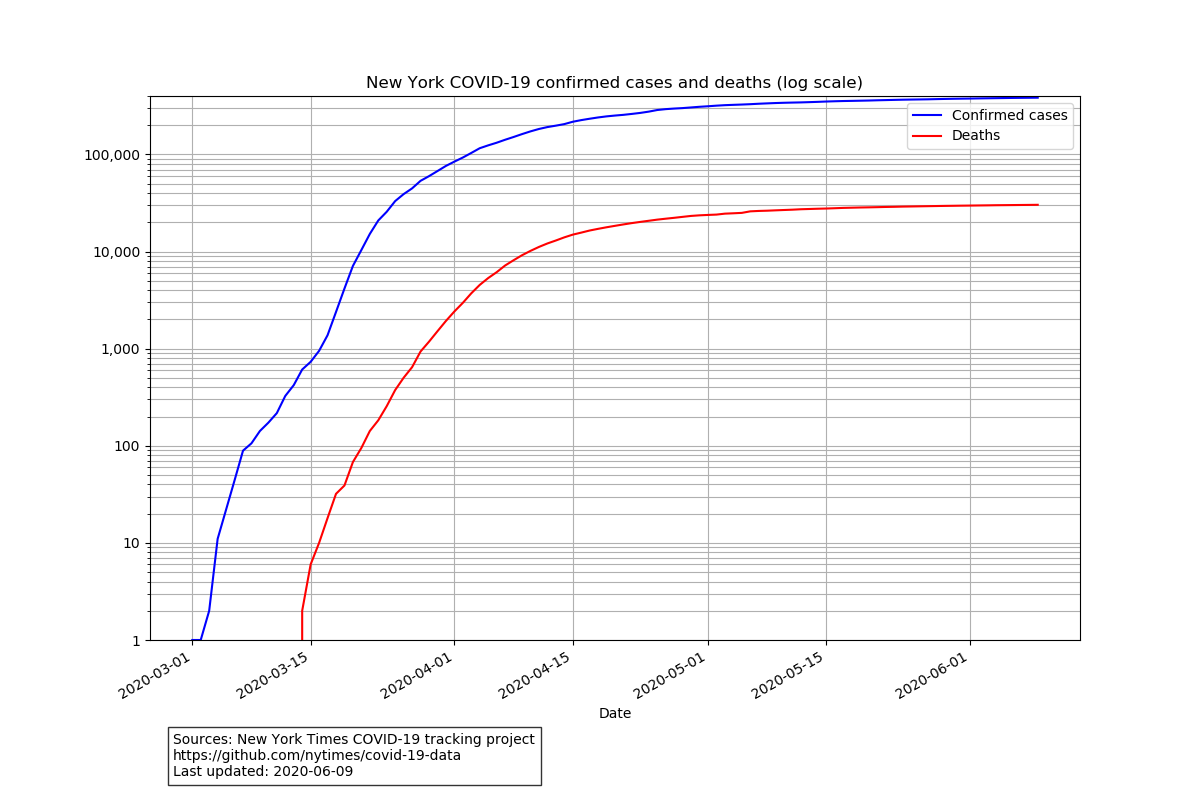 New York COVID-19 confirmed cases and deaths (log scale)
Confirmed cases
Deaths
100,000
10,000
1,000
100
10
1
2020-03-01
2020-03-15
2020-04-01
2020-04-15
2020-05-01
2020-05-15
2020-06-01
Date
Sources: New York Times COVID-19 tracking project
https://github.com/nytimes/covid-19-data
Last updated: 2020-06-09